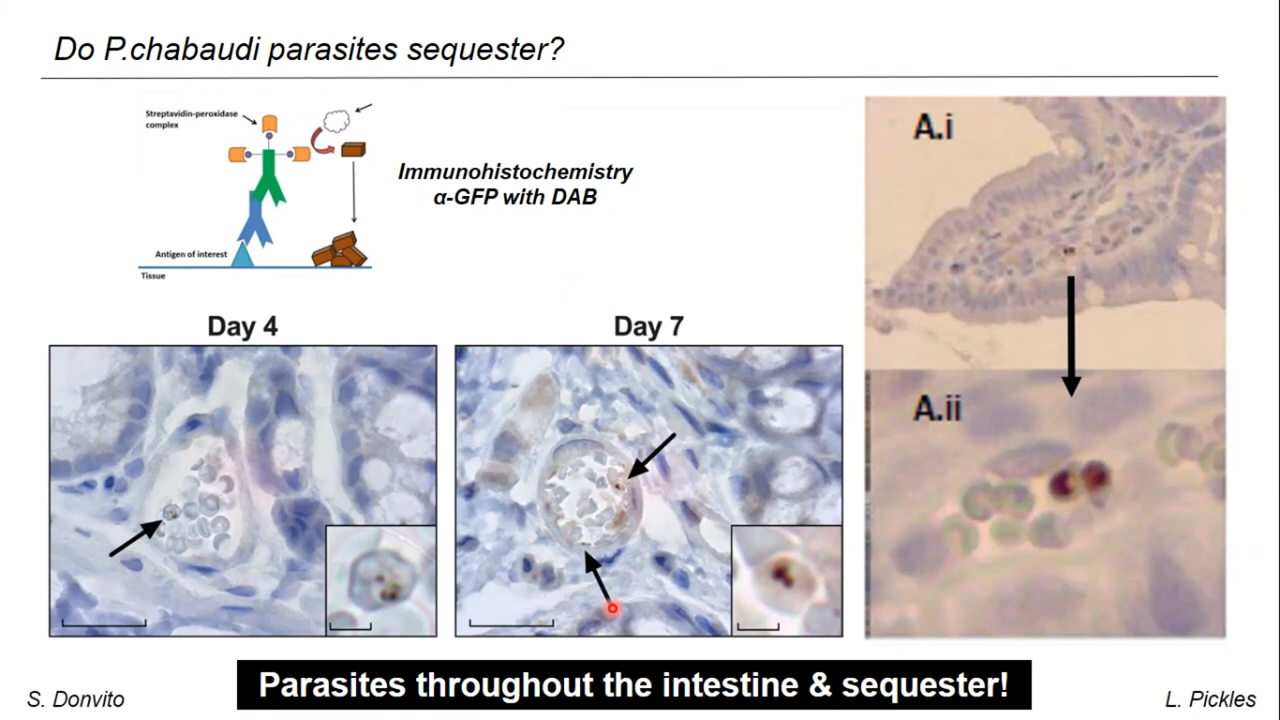 Do P.chabaudi parasites sequester?
Streptavidin-peroxidase
complex
Immunohistochemistry
α-GFP with DAB
Antigen of interest
Tissue
A.i
Day 4
Day 7
A.ii
Parasites throughout the intestine & sequester!
S. Donvito
L. Pickles